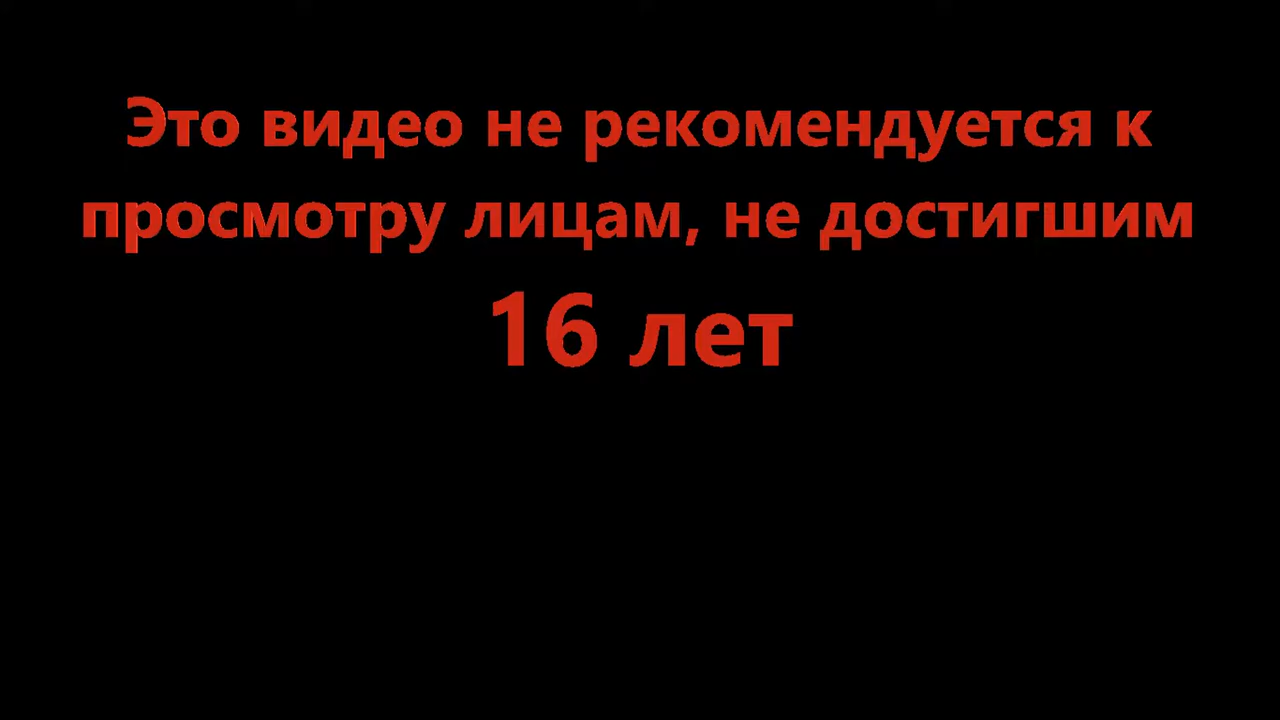 Это видео не рекомендуется к
просмотру лицам, не достигшим
16 лет